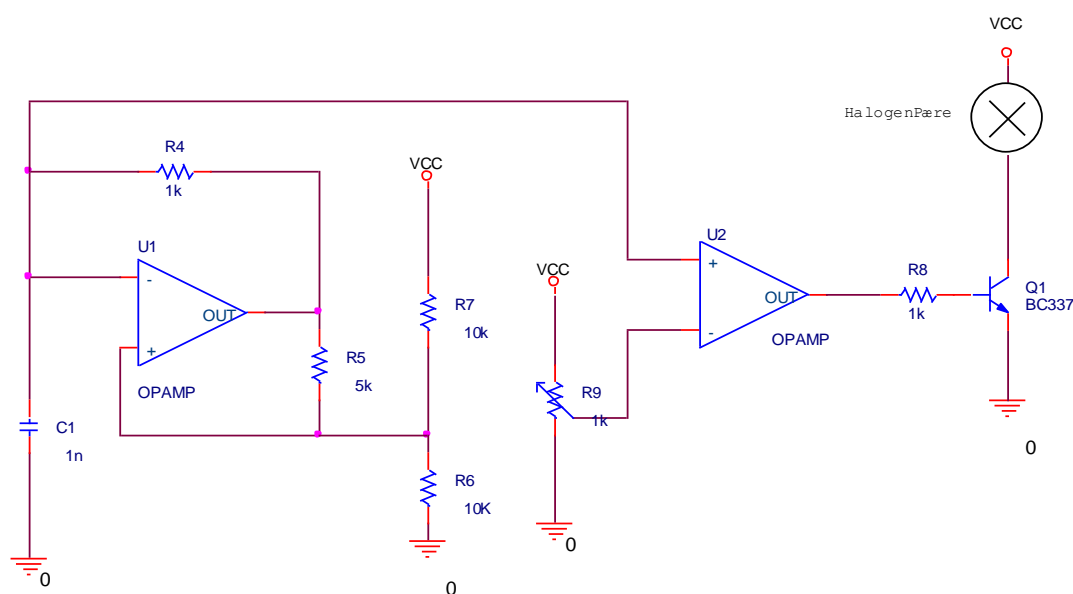 VCC
HalogenPære
R4
1k
VCC
U1
-
OUT
+
OPAMP
R5
5k
R7
10k
C1
1n
R6
10K
0
0
VCC
R9
1k
0
U2
+
OUT
-
OPAMP
R8
1k
Q1
BC337
0